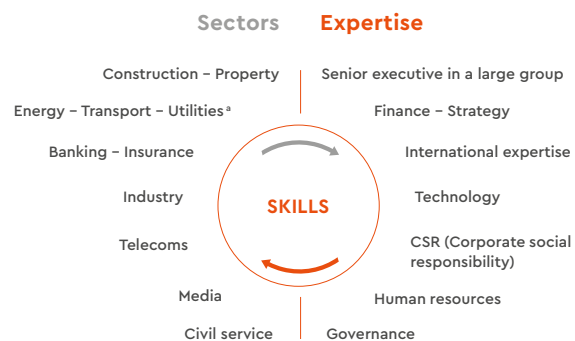 Sectors Expertise
Construction – Property
Senior executive in a large group
Energy – Transport – Utilitiesª
Finance – Strategy
Banking – Insurance
International expertise
Industry
Technology
SKILLS
Telecoms
CSR (Corporate social
responsibility)
Media
Human resources
Civil service
Governance